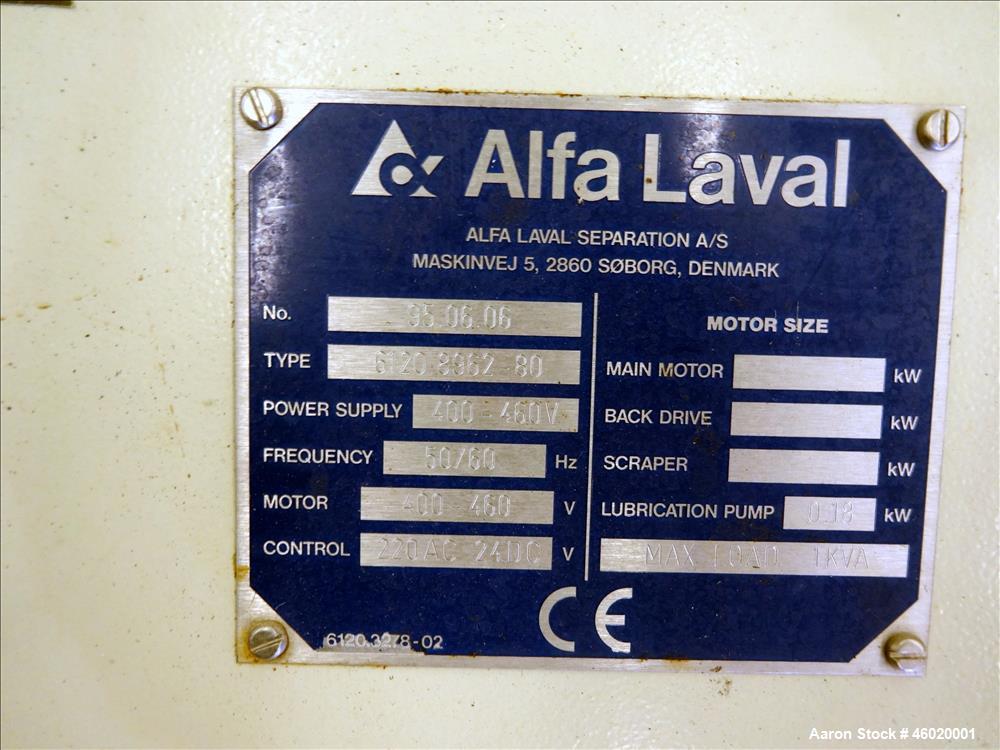 Alfa Laval
ALFA LAVAL SEPARATION A/S
MASKINVEJ 5, 2860 SØBORG, DENMARK
No. 95.06.06
TYPE 6120 8962-80
POWER SUPPLY 400-460V
FREQUENCY 50/60 Hz
MOTOR 400-460 V
CONTROL 220AC 24DC V
MOTOR SIZE
MAIN MOTOR kW
BACK DRIVE kW
SCRAPER kW
LUBRICATION PUMP 0.18 kW
MAX LOAD 1KVA
CE
6120.3278-02
Aaron Stock # 46020001